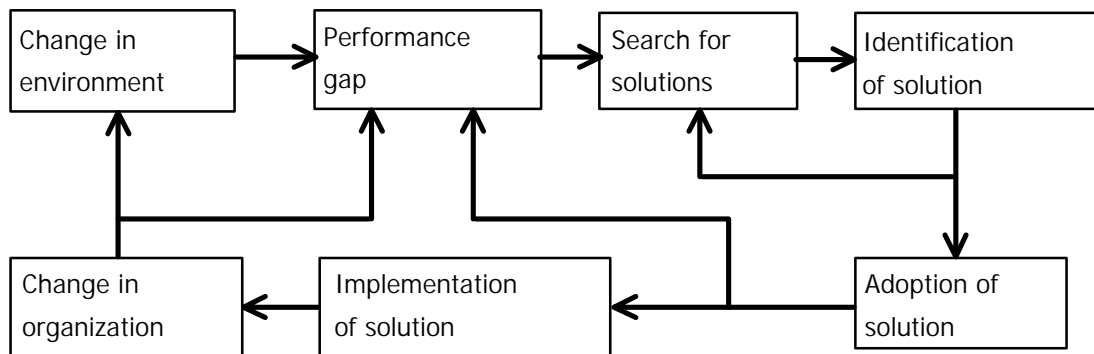 Change in
environment
Performance
gap
Search for
solutions
Identification
of solution
Change in
organization
Implementation
of solution
Adoption of
solution